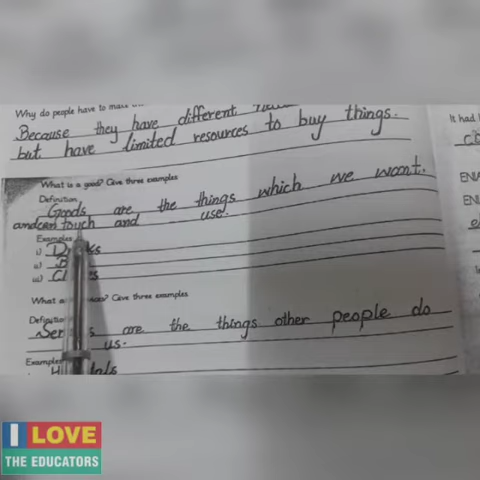 Why do people have to make
Because they have different
but have limited resources to buy things.
It had
What is a good? Give three examples
Definition
Goods are the things which we want.
and can touch and use.
Examples
i)
ii) B
iii) Cl es
What Give three examples
Definition
Ser s are the things other people do
us.
Examples
I LOVE
THE EDUCATORS